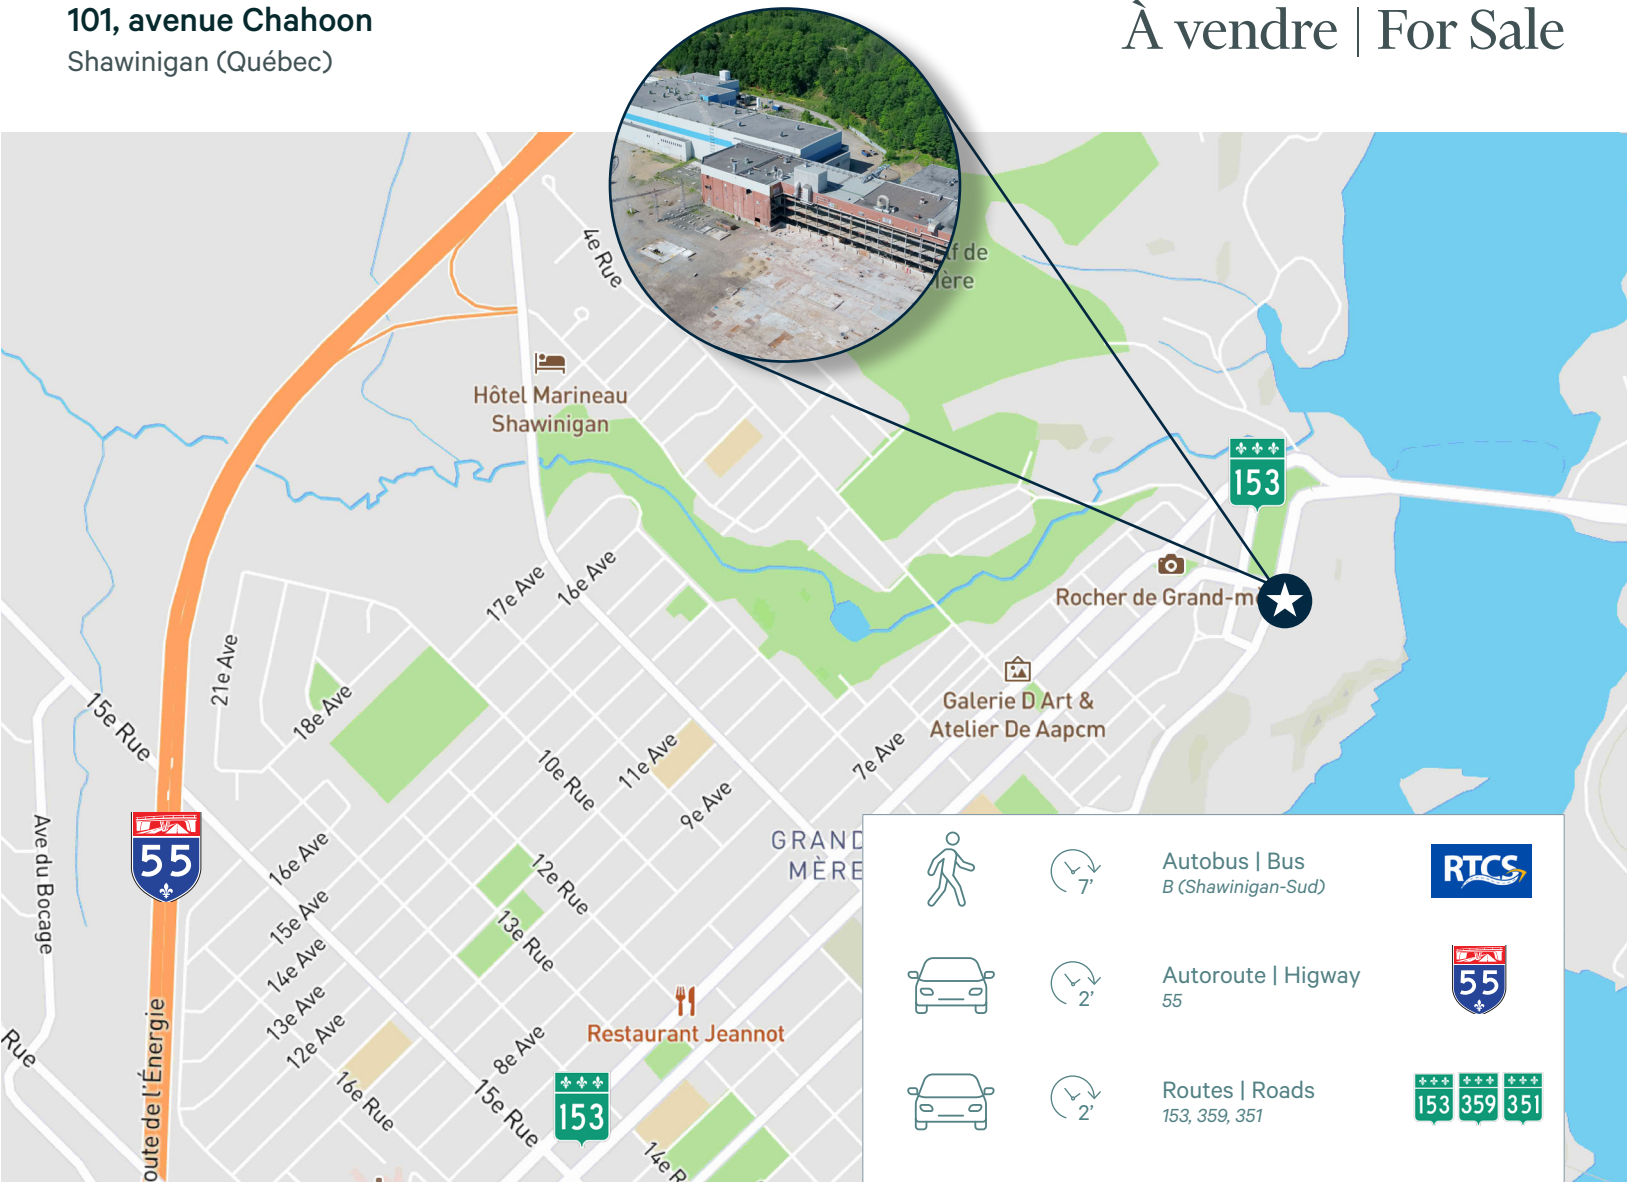 101, avenue Chahoon
Shawinigan (Québec)
À vendre | For Sale
4e Rue
lf de
ère
Hôtel Marineau
Shawinigan
153
17e Ave
16e Ave
Rocher de Grand-m
21e Ave
18e Ave
15e Rue
Galerie D Art &
Atelier De Aapcm
7e Ave
11e Ave
10e Rue
9e Ave
GRAND
MÈRE
55
Ave du Bocage
16e Ave
12e Rue
15e Ave
13e Rue
14e Ave
13e Ave
12e Ave
oute de l'Énergie
Rue
16e Rue
8e Ave
15e Rue
Restaurant Jeannot
153
14e R
7'
Autobus | Bus
B (Shawinigan-Sud)
RTCS
2'
Autoroute | Higway
55
55
2'
Routes | Roads
153, 359, 351
153 359 351